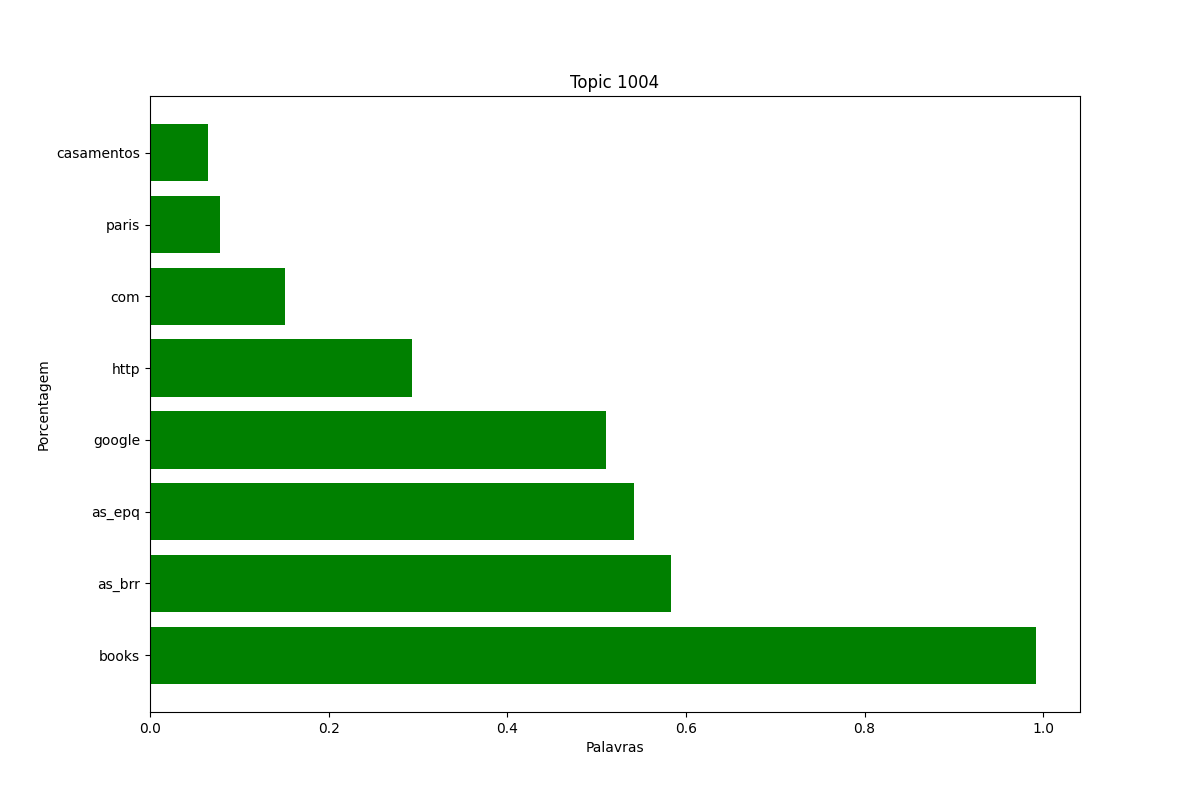 Topic 1004
casamentos
paris
com
http
google
as_epq
as_brr
books
Porcentagem
0.0 0.2 0.4 0.6 0.8 1.0
Palavras